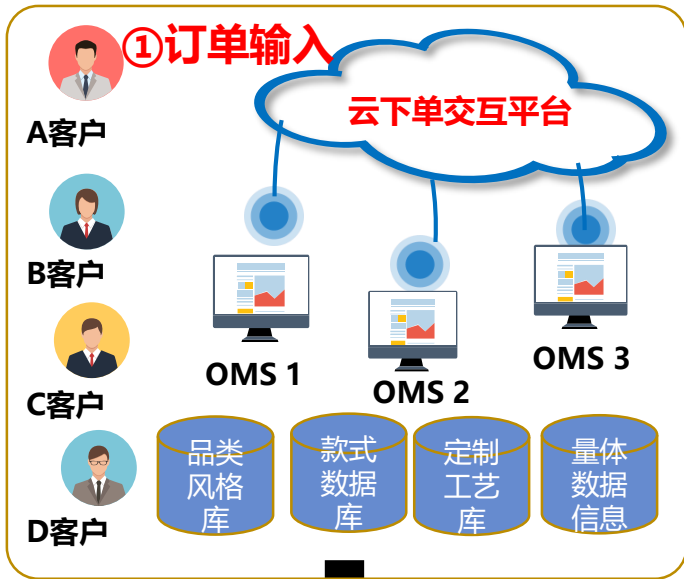 ①订单输入
云下单交互平台
A客户
B客户
C客户
D客户
OMS 1
OMS 2
OMS 3
品类
风格
库
款式
数据
库
定制
工艺
库
量体
数据
信息